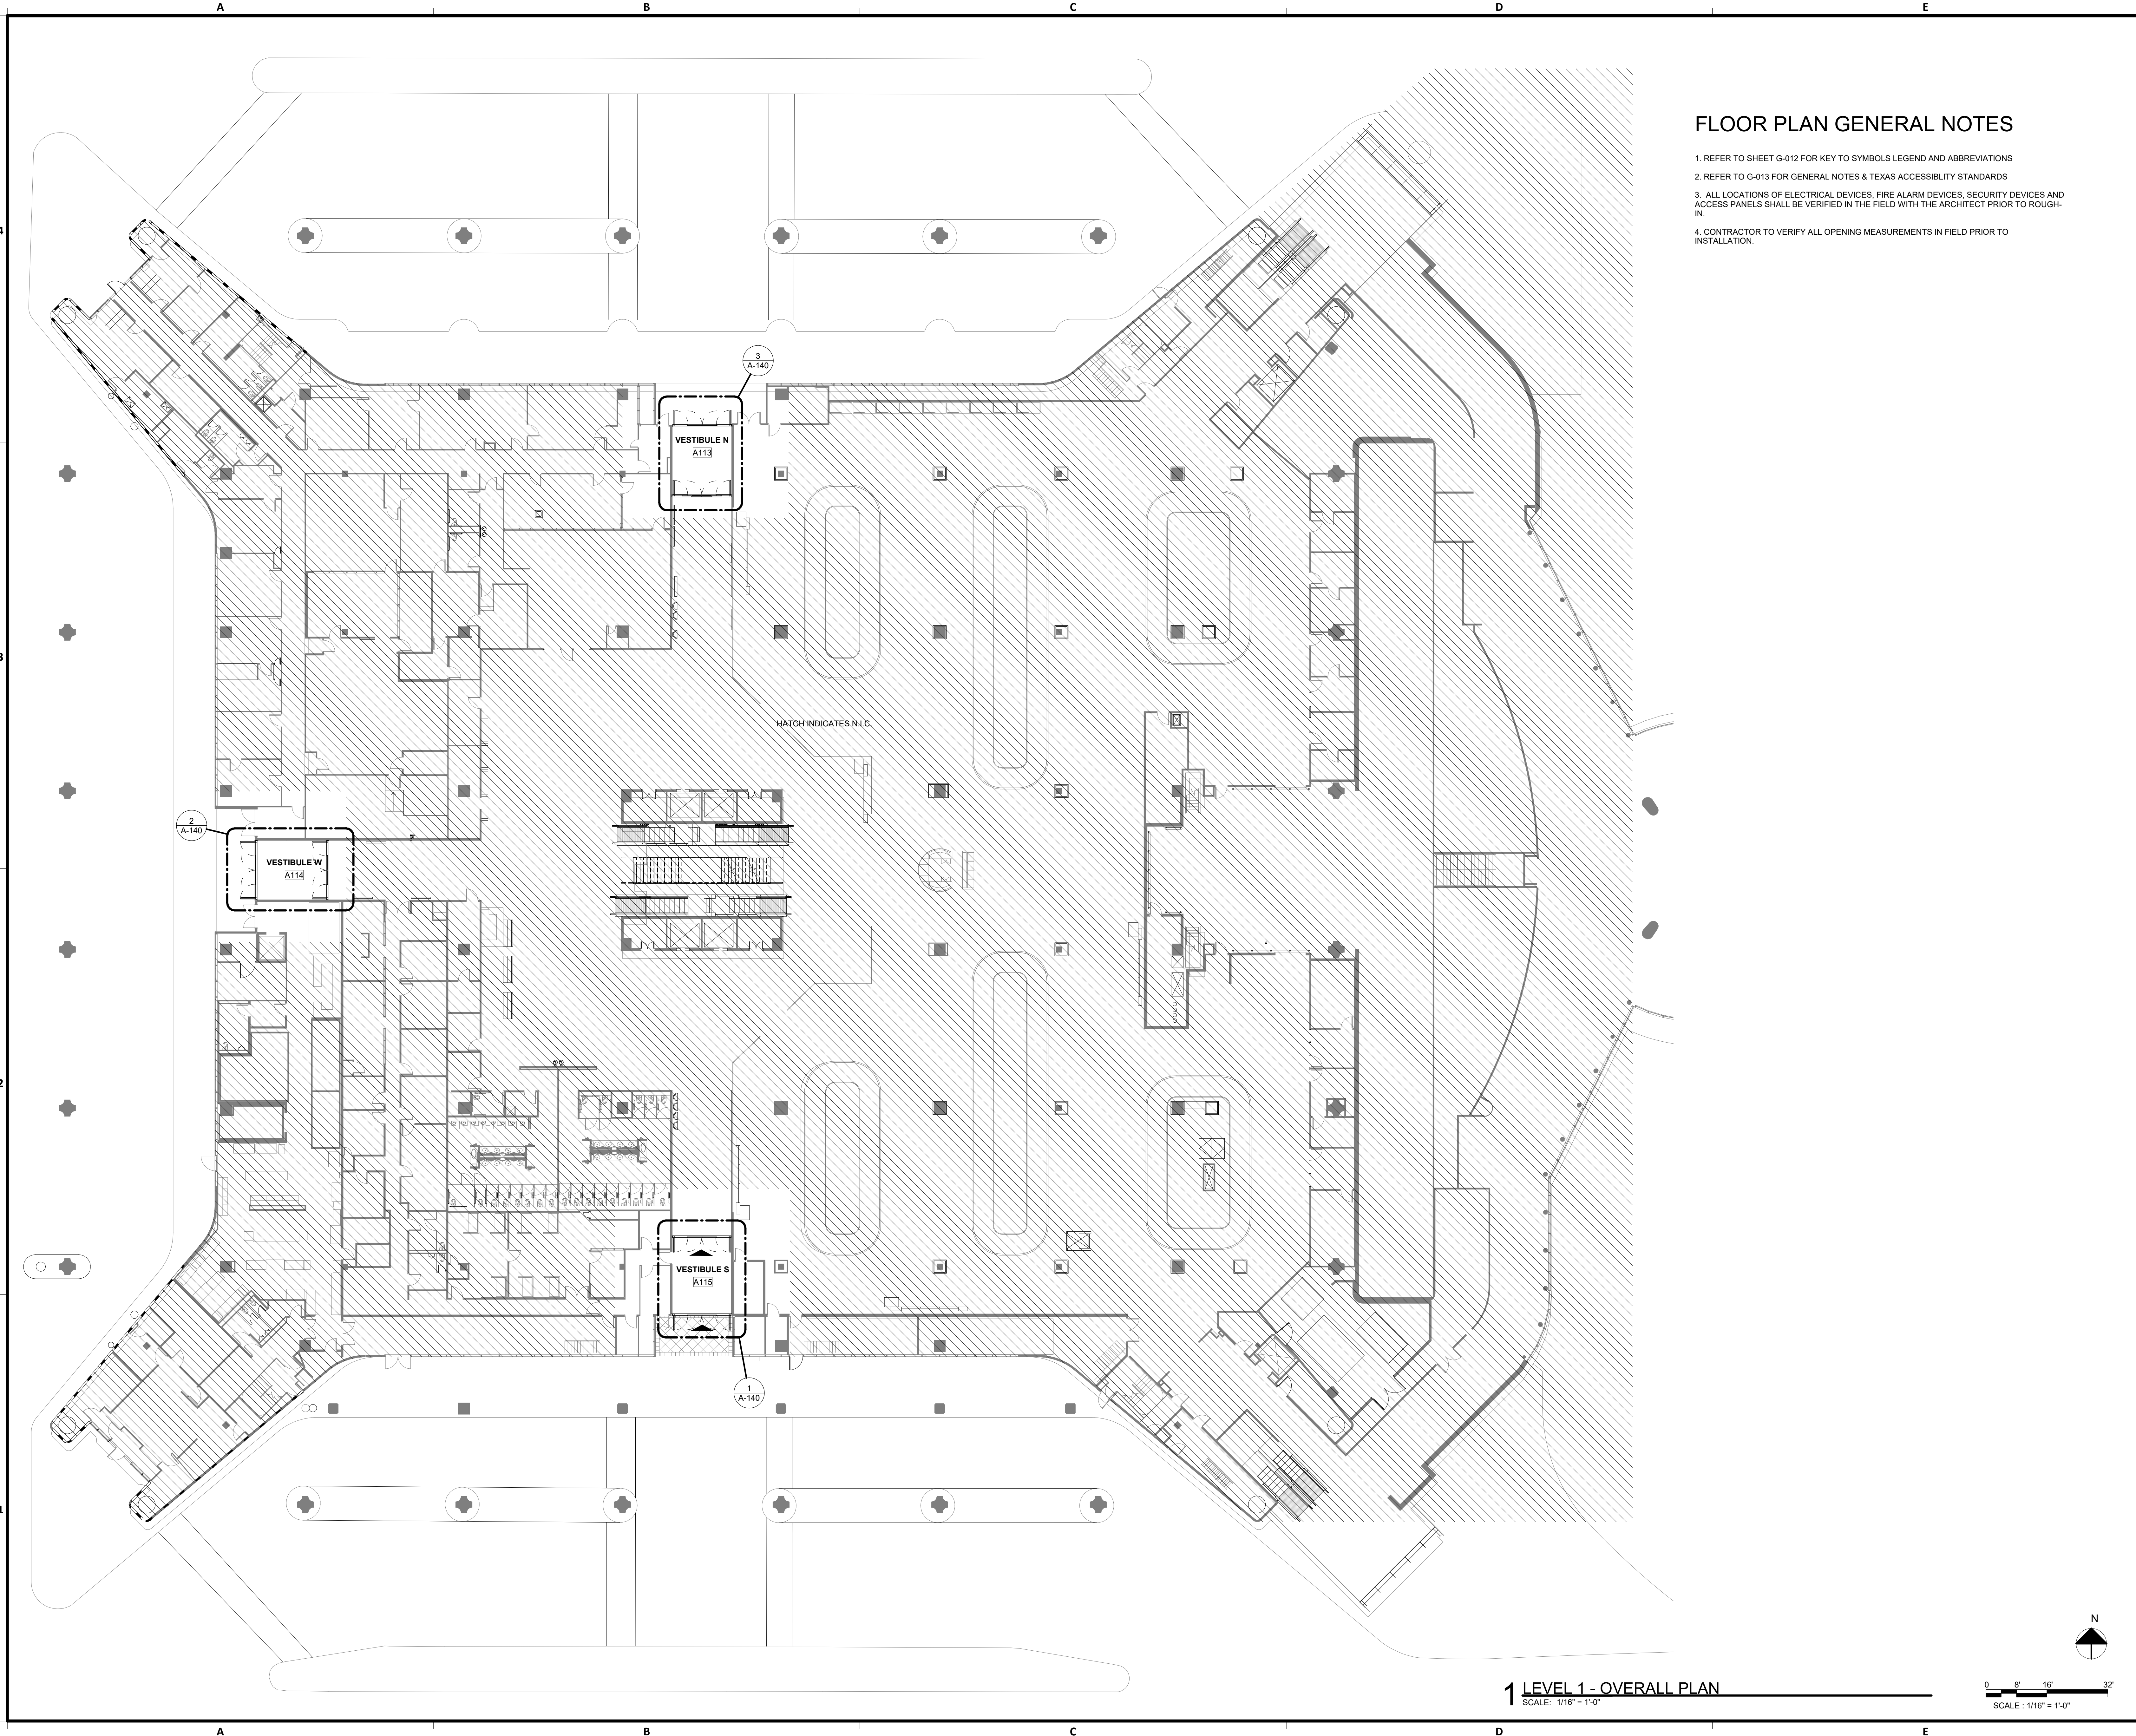 A B C D E
FLOOR PLAN GENERAL NOTES
1. REFER TO SHEET G-012 FOR KEY TO SYMBOLS LEGEND AND ABBREVIATIONS
2. REFER TO G-013 FOR GENERAL NOTES & TEXAS ACCESSIBLITY STANDARDS
3. ALL LOCATIONS OF ELECTRICAL DEVICES, FIRE ALARM DEVICES, SECURITY DEVICES AND
ACCESS PANELS SHALL BE VERIFIED IN THE FIELD WITH THE ARCHITECT PRIOR TO ROUGH-
IN.
4. CONTRACTOR TO VERIFY ALL OPENING MEASUREMENTS IN FIELD PRIOR TO
INSTALLATION.
4
3
A-140
VESTIBULE N
A113
3
HATCH INDICATES N.I.C.
2
A-140
VESTIBULE W
A114
2
VESTIBULE S
A115
1
A-140
1
N
1 LEVEL 1 - OVERALL PLAN
SCALE: 1/16" = 1'-0"
0 8' 16' 32'
SCALE : 1/16" = 1'-0"
A B C D E